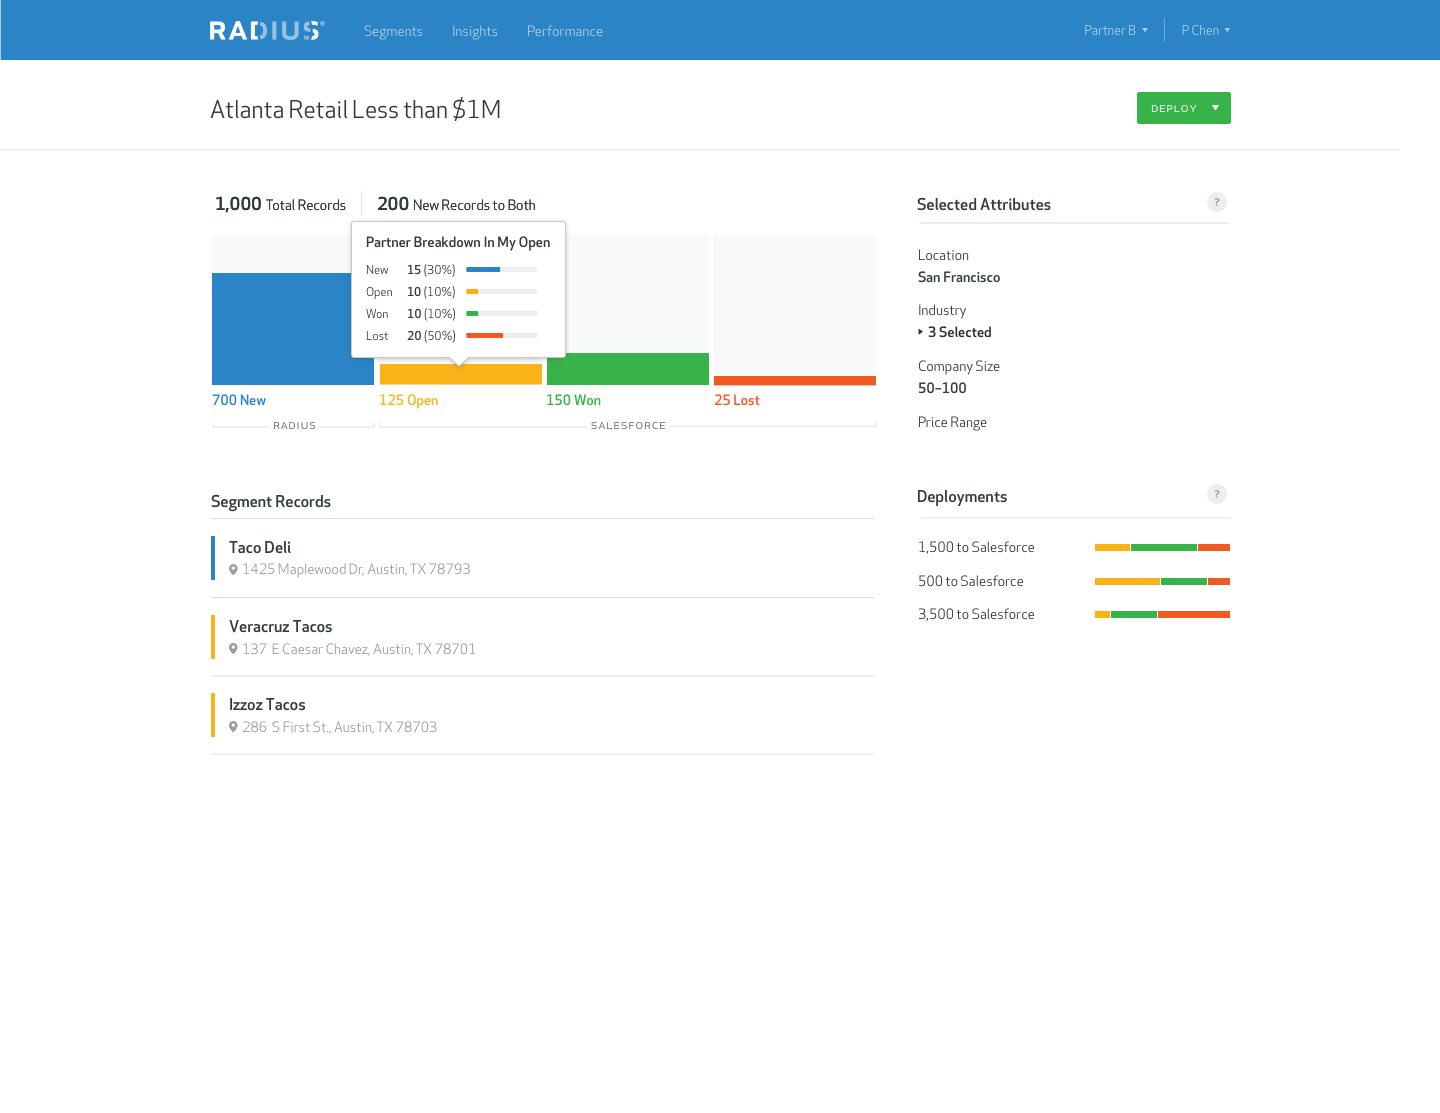 RADIUS®
Segments Insights Performance
Partner B P Chen
Atlanta Retail Less than $1M
DEPLOY
1,000 Total Records 200 New Records to Both
Partner Breakdown In My Open
New 15 (30%)
Open 10 (10%)
Won 10 (10%)
Lost 20 (50%)
700 New 125 Open 150 Won 25 Lost
RADIUS SALESFORCE
Segment Records
Taco Deli
1425 Maplewood Dr, Austin, TX 78793
Veracruz Tacos
137 E Caesar Chavez, Austin, TX 78701
Izzoz Tacos
286 S First St., Austin, TX 78703
Selected Attributes ?
Location
San Francisco
Industry
3 Selected
Company Size
50–100
Price Range
Deployments ?
1,500 to Salesforce
500 to Salesforce
3,500 to Salesforce